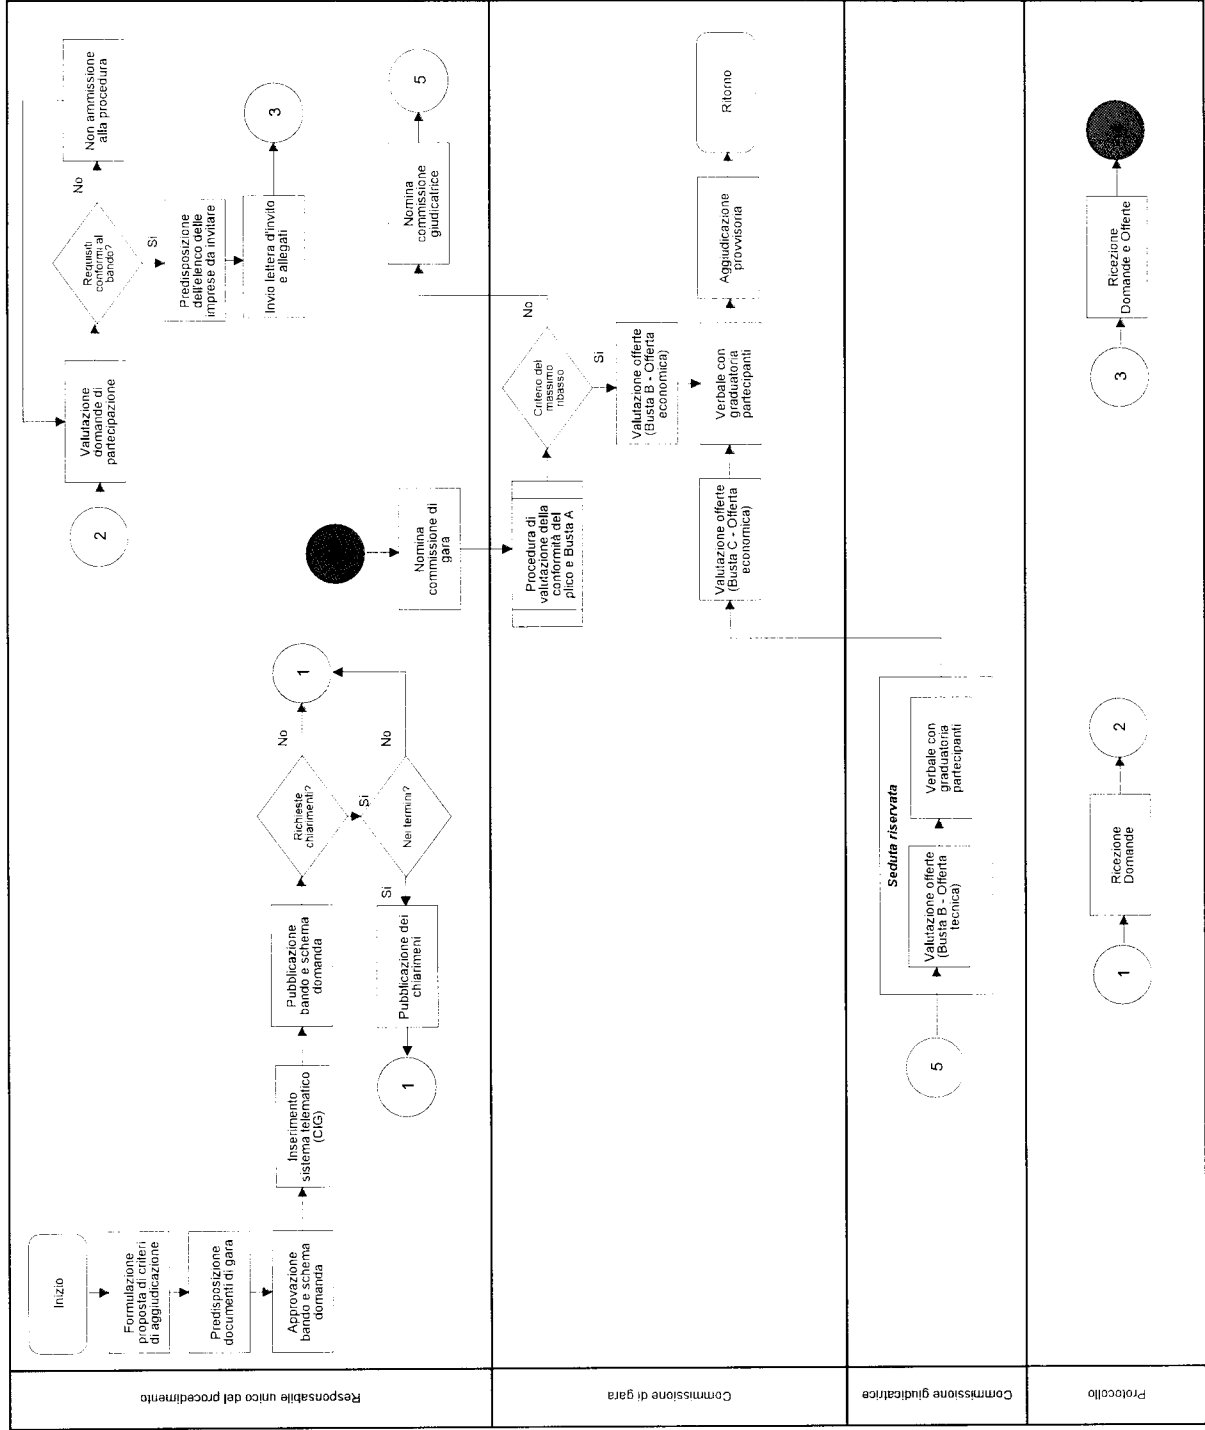 Responsabile unico del procedimento
Inizio
Formulazione
proposta di criteri
di aggiudicazione
Predisposizione
documenti di gara
Approvazione
bando e schema
domanda
Inserimento
sistema telematico
(CIG)
Pubblicazione
bando e schema
domanda
Richieste
chiarimenti?
No
1
Si
Nei termini?
No
Si
Pubblicazione dei
chiarimeni
1
2
Valutazione
domande di
partecipazione
Requisiti
conformi al
bando?
No
Non ammissione
alla procedura
Si
Predisposizione
dell'elenco delle
imprese da invitare
Invio lettera d'invito
e allegati
3
Nomina
commissione di
gara
Nomina
commissione
giudicatrice
5
Commissione di gara
Procedura di
valutazione della
conformità del
plico e Busta A
Criterio del
massimo
ribasso
No
Si
Valutazione offerte
(Busta B - Offerta
economica)
Valutazione offerte
(Busta C - Offerta
economica)
Verbale con
graduatoria
partecipanti
Aggiudicazione
provvisoria
Ritorno
Commissione giudicatrice
5
Seduta riservata
Valutazione offerte
(Busta B - Offerta
tecnica)
Verbale con
graduatoria
partecipanti
Protocollo
1
Ricezione
Domande
2
3
Ricezione
Domande e Offerte